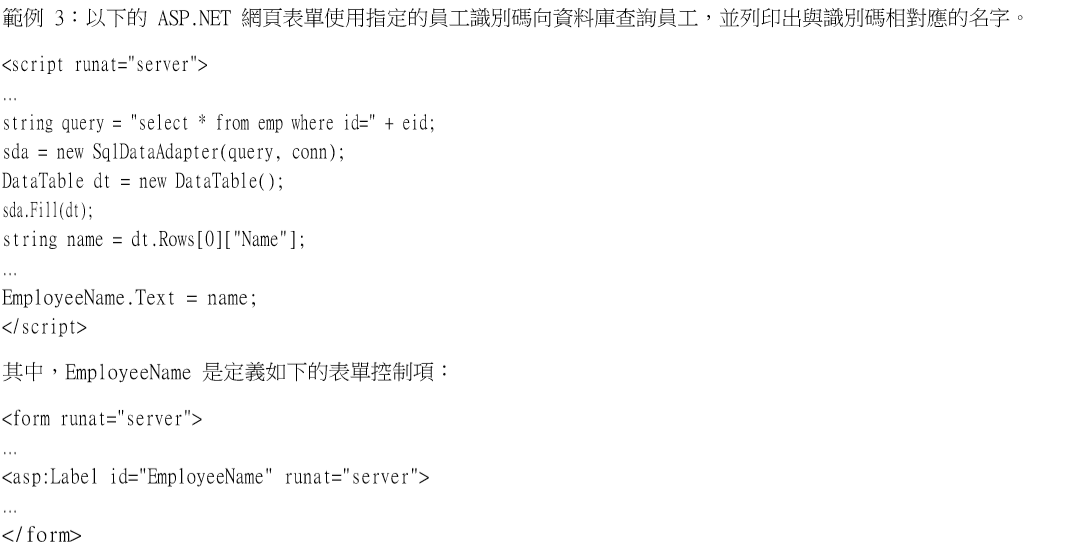 範例 3：以下的 ASP.NET 網頁表單使用指定的員工識別碼向資料庫查詢員工，並列印出與識別碼相對應的名字。
<script runat="server">
...
string query = "select * from emp where id=" + eid;
sda = new SqlDataAdapter(query, conn);
DataTable dt = new DataTable();
sda.Fill(dt);
string name = dt.Rows[0]["Name"];
...
EmployeeName.Text = name;
</script>
其中，EmployeeName 是定義如下的表單控制項：
<form runat="server">
...
<asp:Label id="EmployeeName" runat="server">
...
</form>